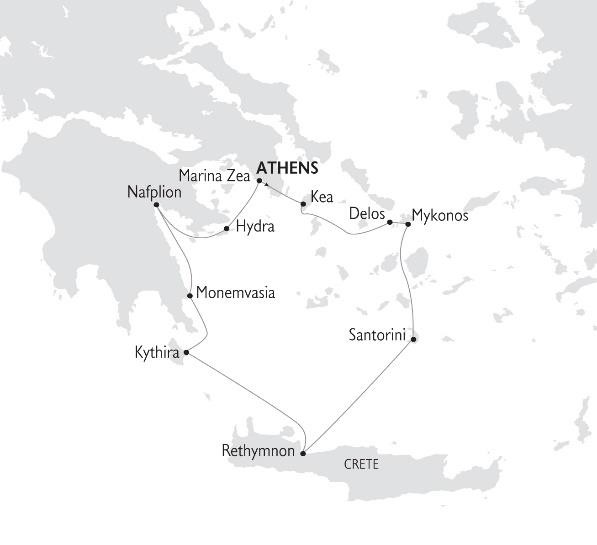 ATHENS
Marina Zea
Nafplion
Kea
Delos
Mykonos
Hydra
Monemvasia
Santorini
Kythira
Rethymnon
CRETE